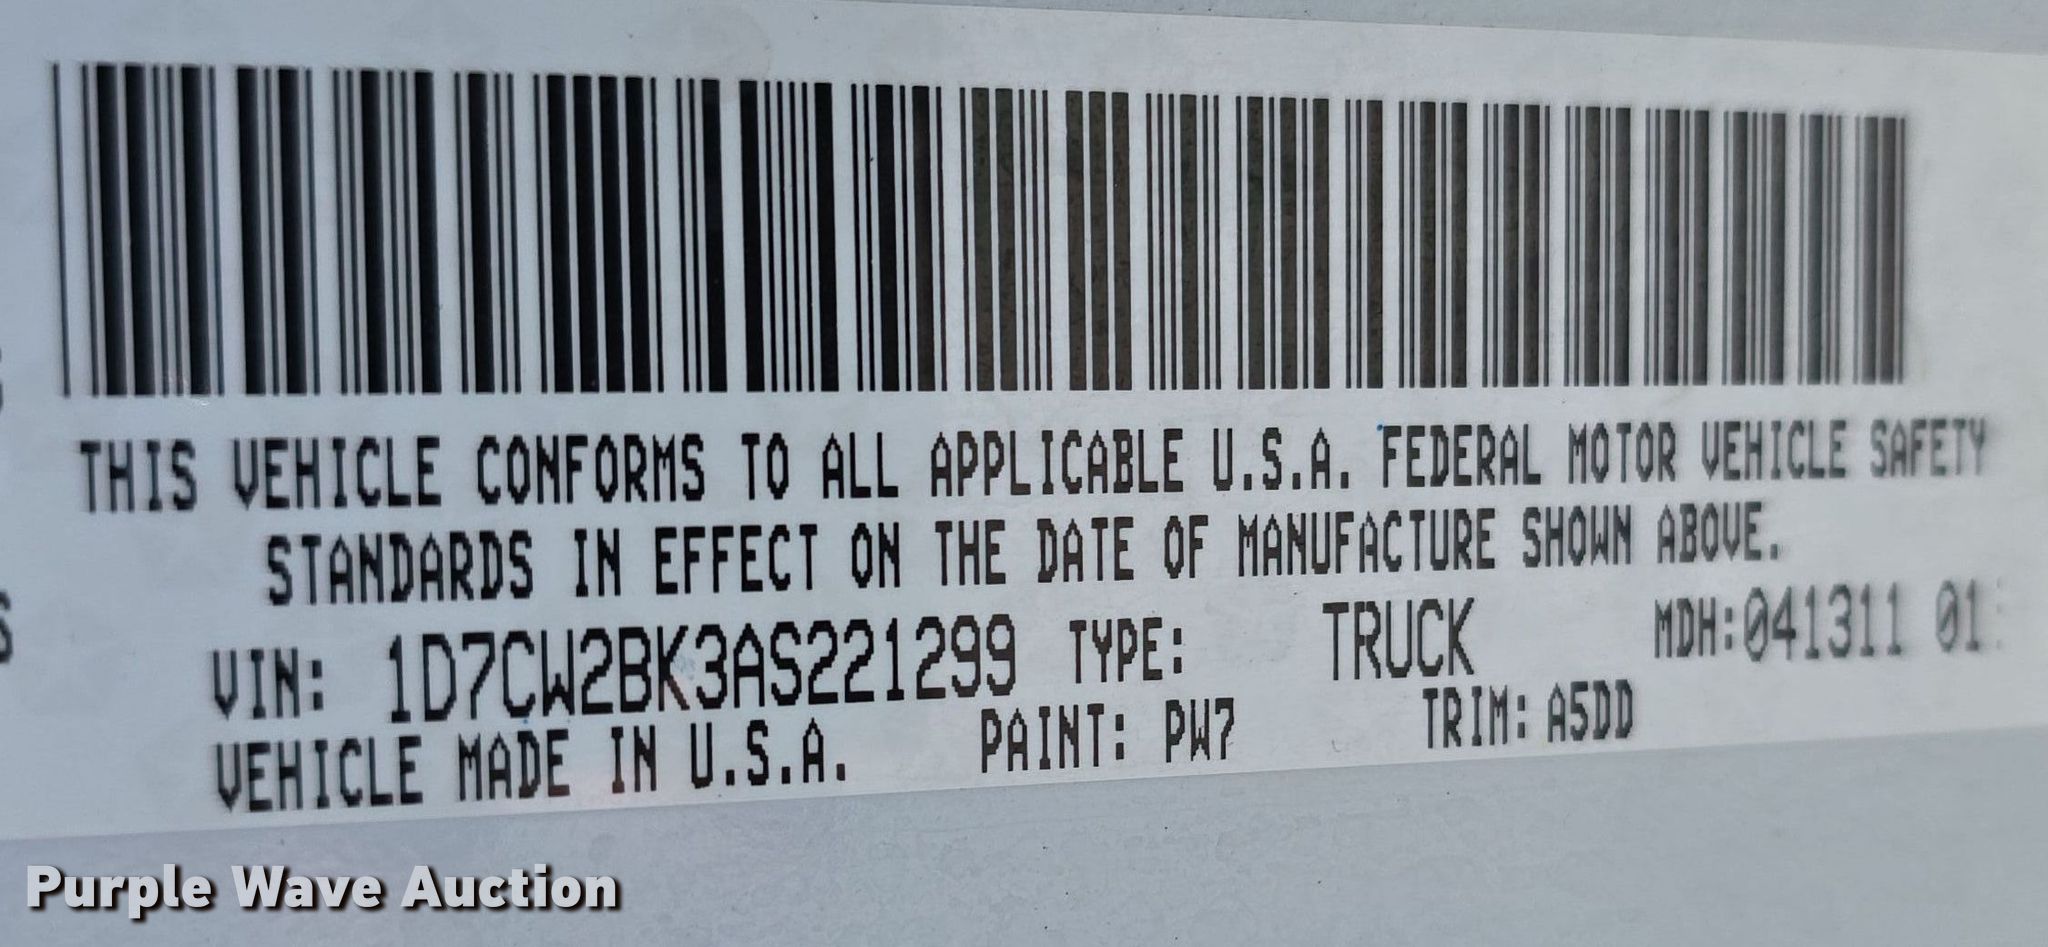 THIS VEHICLE CONFORMS TO ALL APPLICABLE U.S.A. FEDERAL MOTOR VEHICLE SAFETY
STANDARDS IN EFFECT ON THE DATE OF MANUFACTURE SHOWN ABOVE.
VIN: 1D7CW2BK3AS221299 TYPE: TRUCK MDH:041311 01
VEHICLE MADE IN U.S.A. PAINT: PW7 TRIM: A5DD
Purple Wave Auction